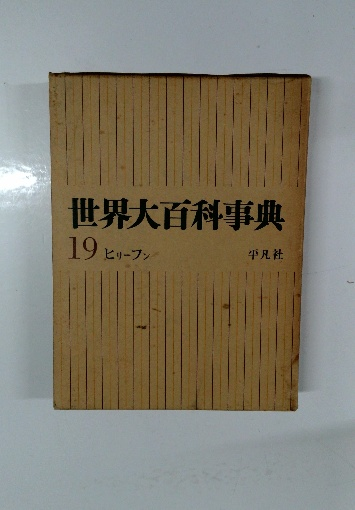 世界大百科事典
19 ヒリーフン
平凡社